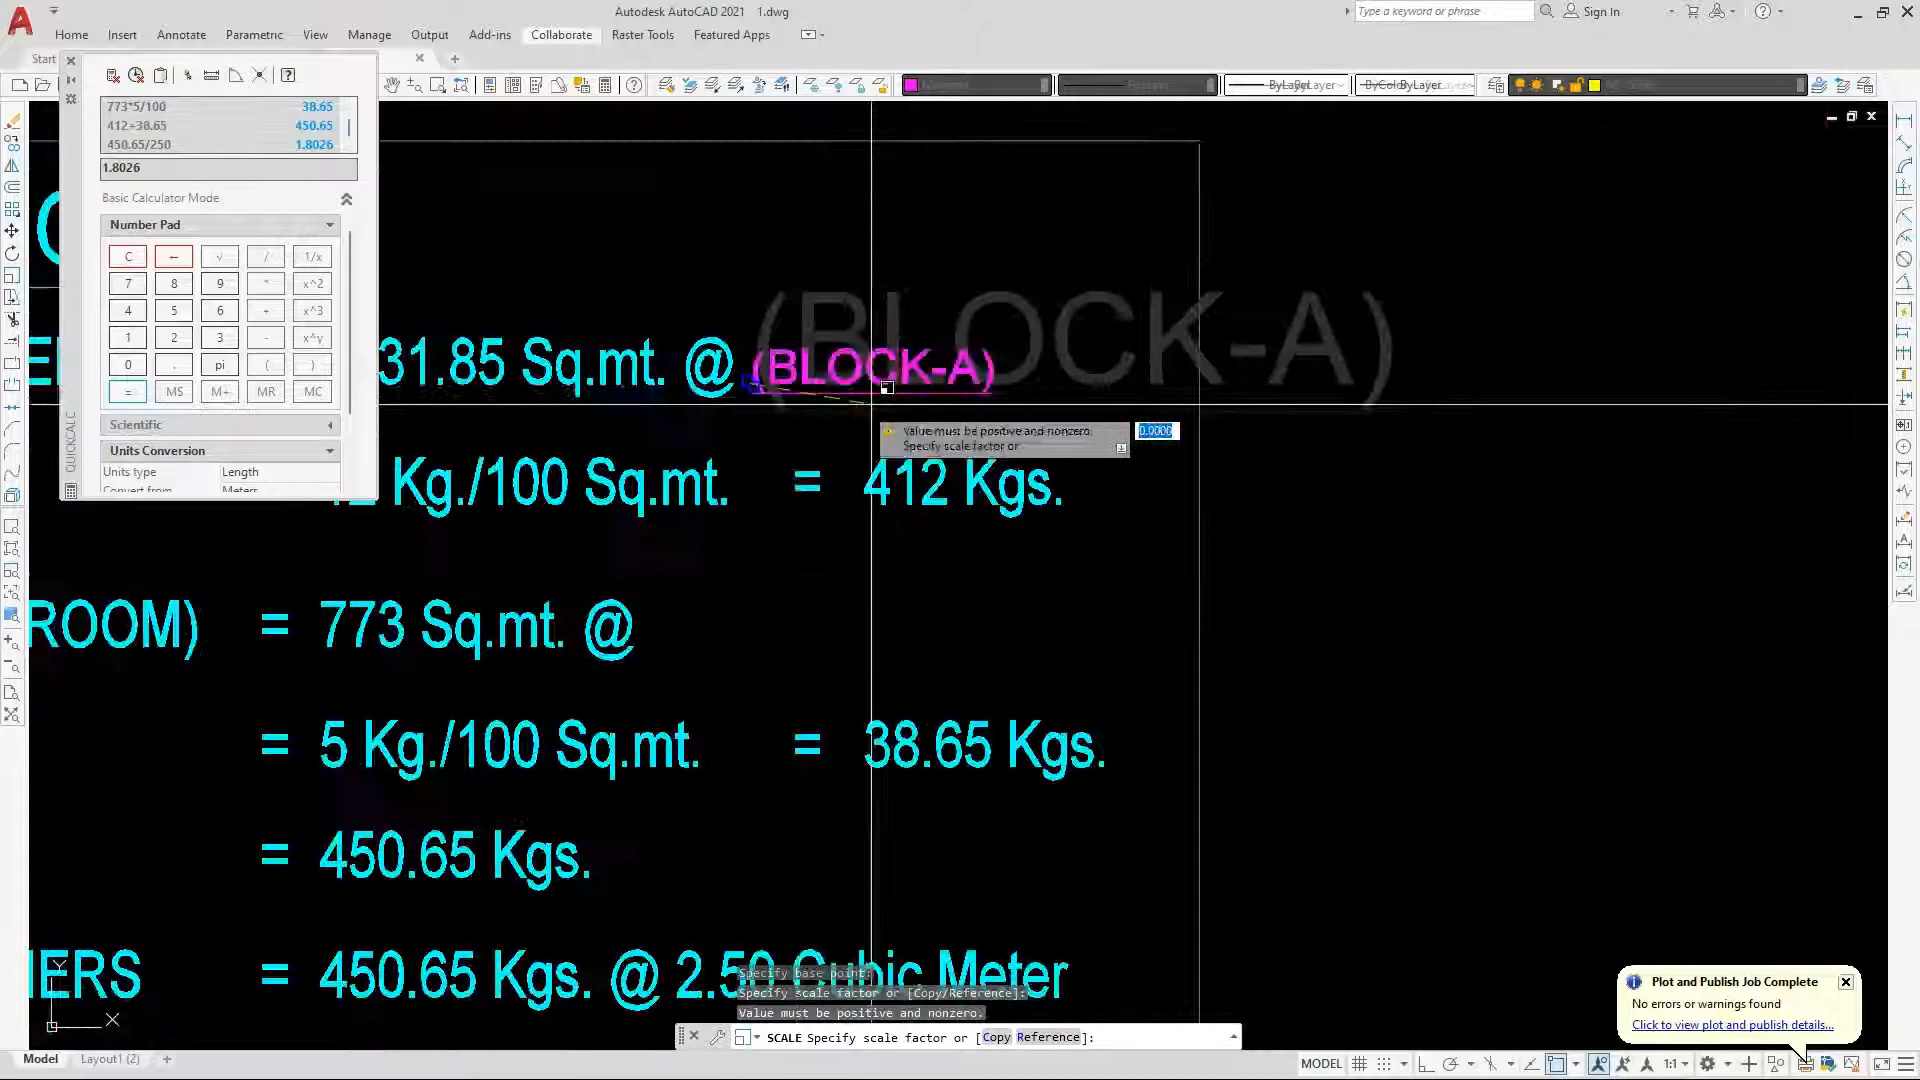 Autodesk AutoCAD 2021 1.dwg
Type a keyword or phrase
Sign In
Home Insert Annotate Parametric View Manage Output Add-ins Collaborate Raster Tools Featured Apps
Start
ByLayer
773*5/100 38.65
412+38.65 450.65
450.65/250 1.8026
1.8026
Basic Calculator Mode
Number Pad
C ← √ / 1/x
7 8 9 * x^2
4 5 6 + x^3
1 2 3 - x^y
0 . pi ( )
= MS M+ MR MC
Scientific
Units Conversion
Units type Length
Convert from Meters
QUICKCALC
(BLOCK-A)
31.85 Sq.mt. @ (BLOCK-A)
Value must be positive and nonzero.
Specify scale factor or
0.0000
Kg./100 Sq.mt. = 412 Kgs.
ROOM) = 773 Sq.mt. @
= 5 Kg./100 Sq.mt. = 38.65 Kgs.
= 450.65 Kgs.
IERS = 450.65 Kgs. @ 2.50 Cubic Meter
Specify base point:
Specify scale factor or [Copy/Reference]:
Value must be positive and nonzero.
SCALE Specify scale factor or [Copy Reference]:
Plot and Publish Job Complete
No errors or warnings found
Click to view plot and publish details...
Y
X
Model Layout1 (2) +
MODEL 1:1